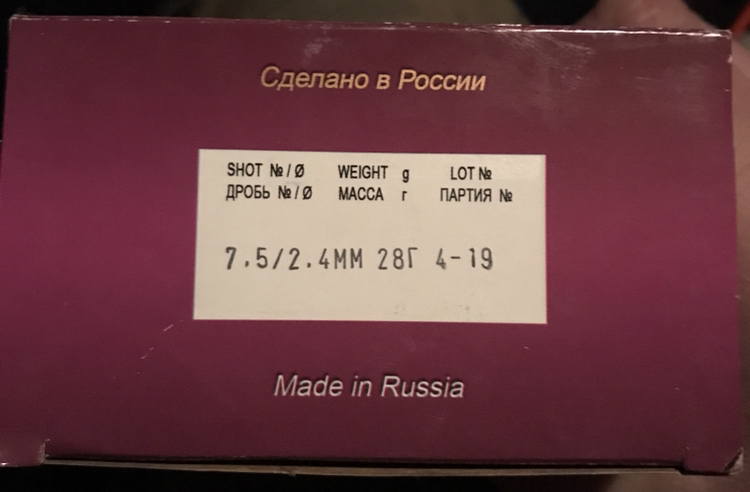 Сделано в России
SHOT №/Ø WEIGHT g LOT №
ДРОБЬ №/Ø МАССА г ПАРТИЯ №
7.5/2.4ММ 28Г 4-19
Made in Russia